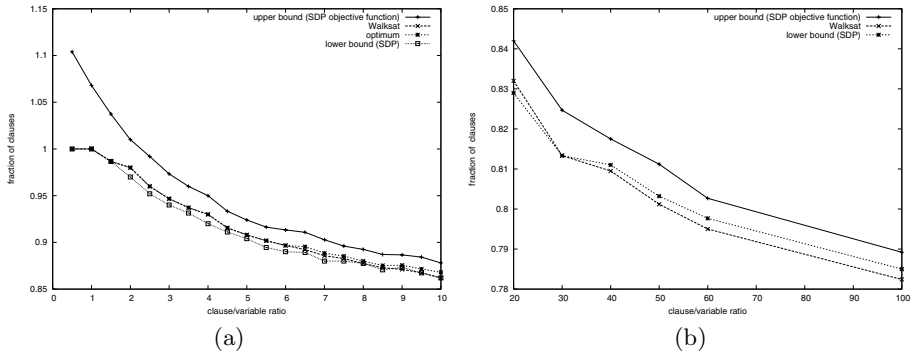 upper bound (SDP objective function)
Walksat
optimum
lower bound (SDP)
fraction of clauses
1.15
1.1
1.05
1
0.95
0.9
0.85
0 1 2 3 4 5 6 7 8 9 10
clause/variable ratio
(a)
upper bound (SDP objective function)
Walksat
lower bound (SDP)
fraction of clauses
0.85
0.84
0.83
0.82
0.81
0.8
0.79
0.78
20 30 40 50 60 70 80 90 100
clause/variable ratio
(b)